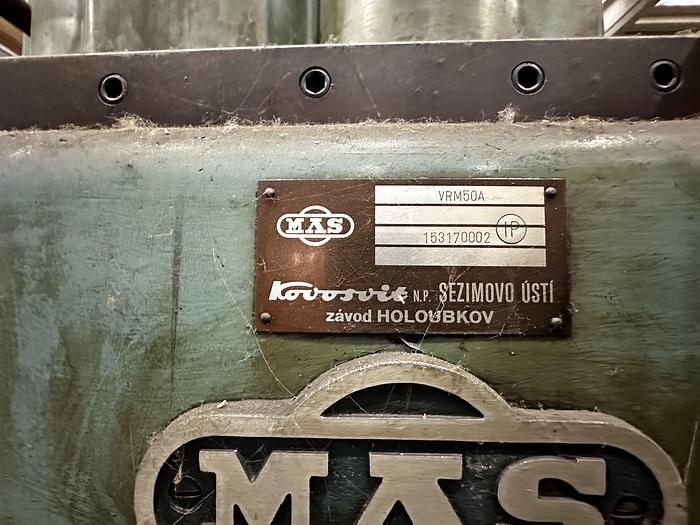 VRM50A
MAS
153170002 IP
Kovosvit N.P. SEZIMOVO ÚSTÍ
závod HOLOUBKOV
MAS